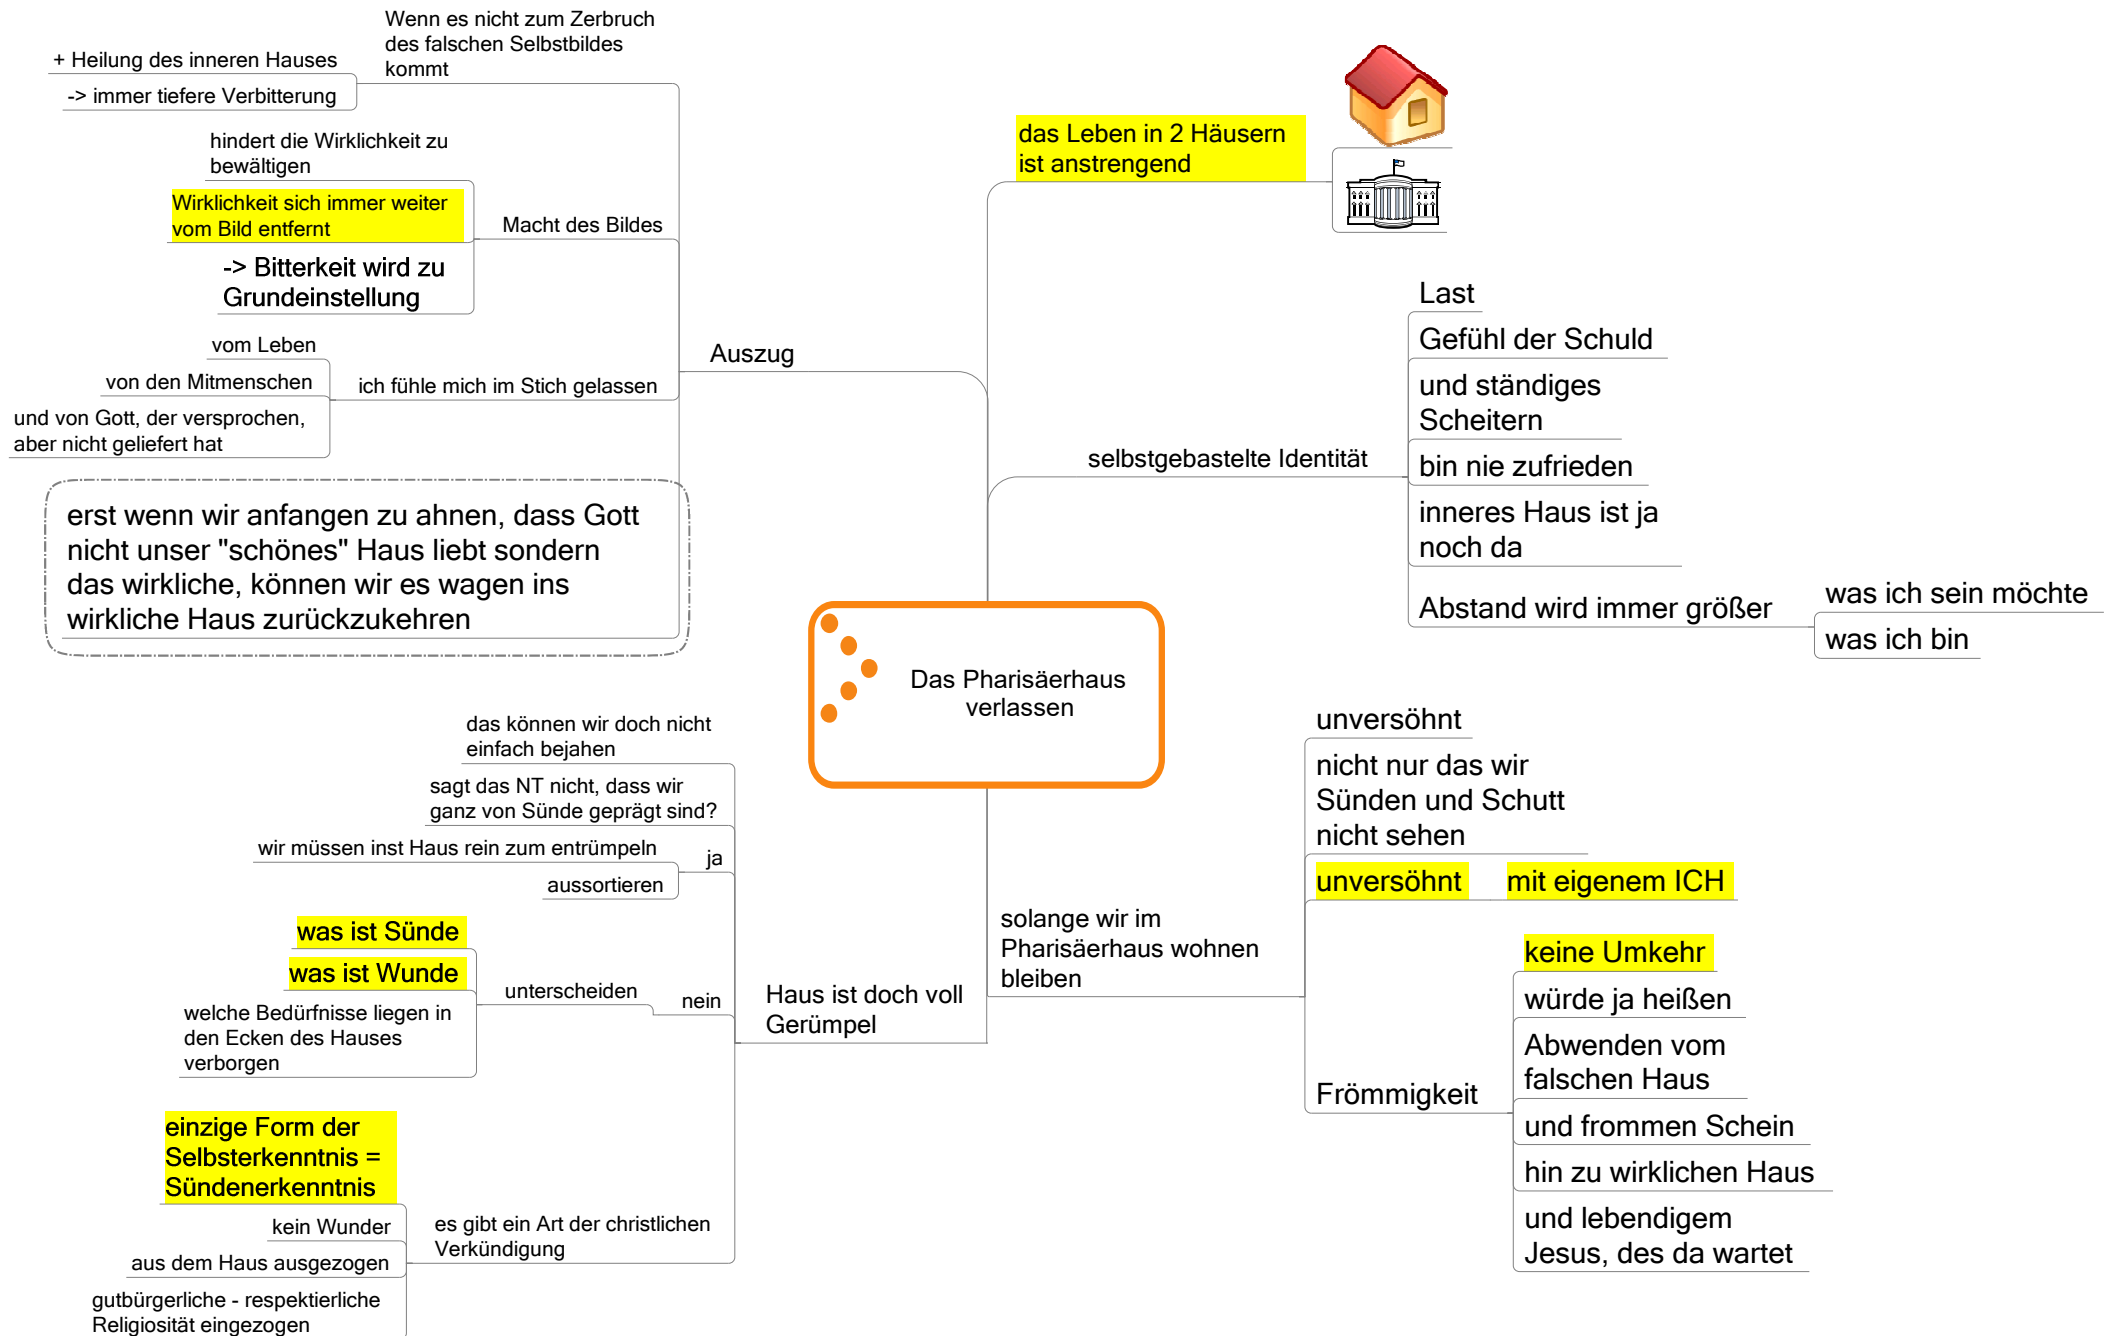 Das Pharisäerhaus
verlassen
das Leben in 2 Häusern
ist anstrengend
selbstgebastelte Identität
Last
Gefühl der Schuld
und ständiges
Scheitern
bin nie zufrieden
inneres Haus ist ja
noch da
Abstand wird immer größer
was ich sein möchte
was ich bin
solange wir im
Pharisäerhaus wohnen
bleiben
unversöhnt
nicht nur das wir
Sünden und Schutt
nicht sehen
unversöhnt
mit eigenem ICH
Frömmigkeit
keine Umkehr
würde ja heißen
Abwenden vom
falschen Haus
und frommen Schein
hin zu wirklichen Haus
und lebendigem
Jesus, des da wartet
Auszug
Wenn es nicht zum Zerbruch
des falschen Selbstbildes
kommt
+ Heilung des inneren Hauses
-> immer tiefere Verbitterung
Macht des Bildes
hindert die Wirklichkeit zu
bewältigen
Wirklichkeit sich immer weiter
vom Bild entfernt
-> Bitterkeit wird zu
Grundeinstellung
ich fühle mich im Stich gelassen
vom Leben
von den Mitmenschen
und von Gott, der versprochen,
aber nicht geliefert hat
erst wenn wir anfangen zu ahnen, dass Gott
nicht unser "schönes" Haus liebt sondern
das wirkliche, können wir es wagen ins
wirkliche Haus zurückzukehren
Haus ist doch voll
Gerümpel
das können wir doch nicht
einfach bejahen
sagt das NT nicht, dass wir
ganz von Sünde geprägt sind?
ja
wir müssen inst Haus rein zum entrümpeln
aussortieren
nein
unterscheiden
was ist Sünde
was ist Wunde
welche Bedürfnisse liegen in
den Ecken des Hauses
verborgen
es gibt ein Art der christlichen
Verkündigung
einzige Form der
Selbsterkenntnis =
Sündenerkenntnis
kein Wunder
aus dem Haus ausgezogen
gutbürgerliche - respektierliche
Religiosität eingezogen